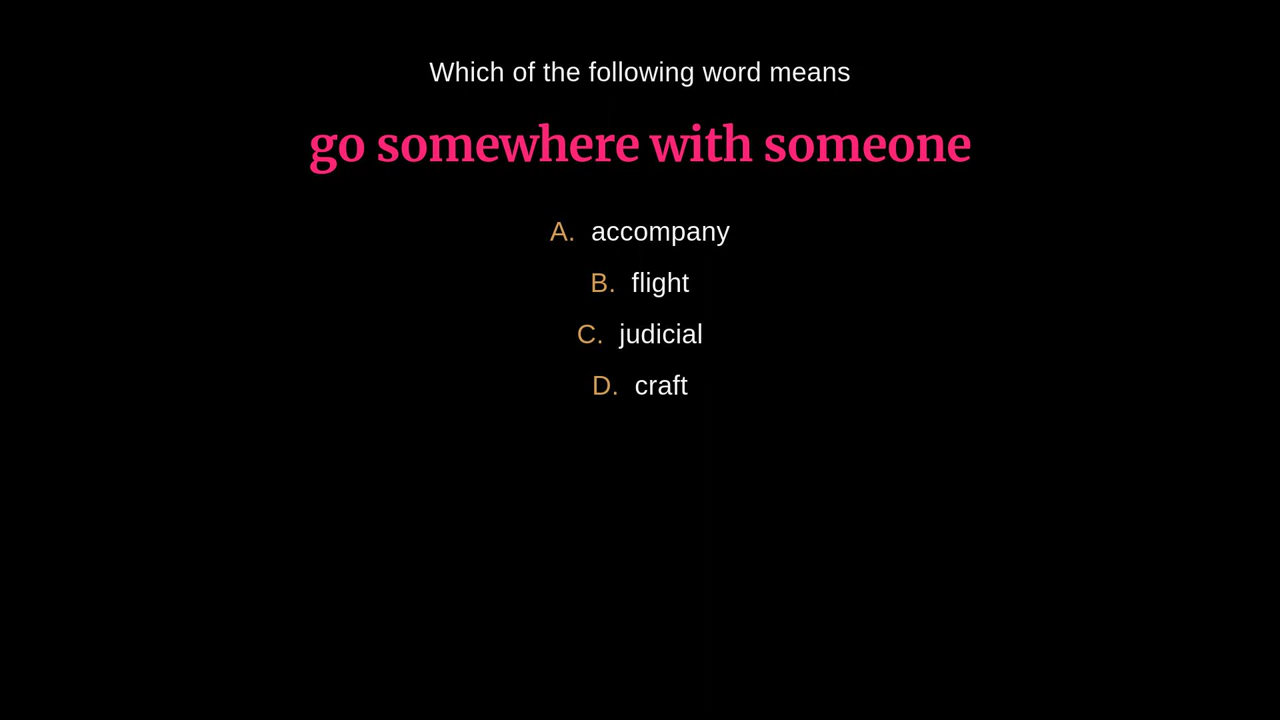 Which of the following word means
go somewhere with someone
A. accompany
B. flight
C. judicial
D. craft